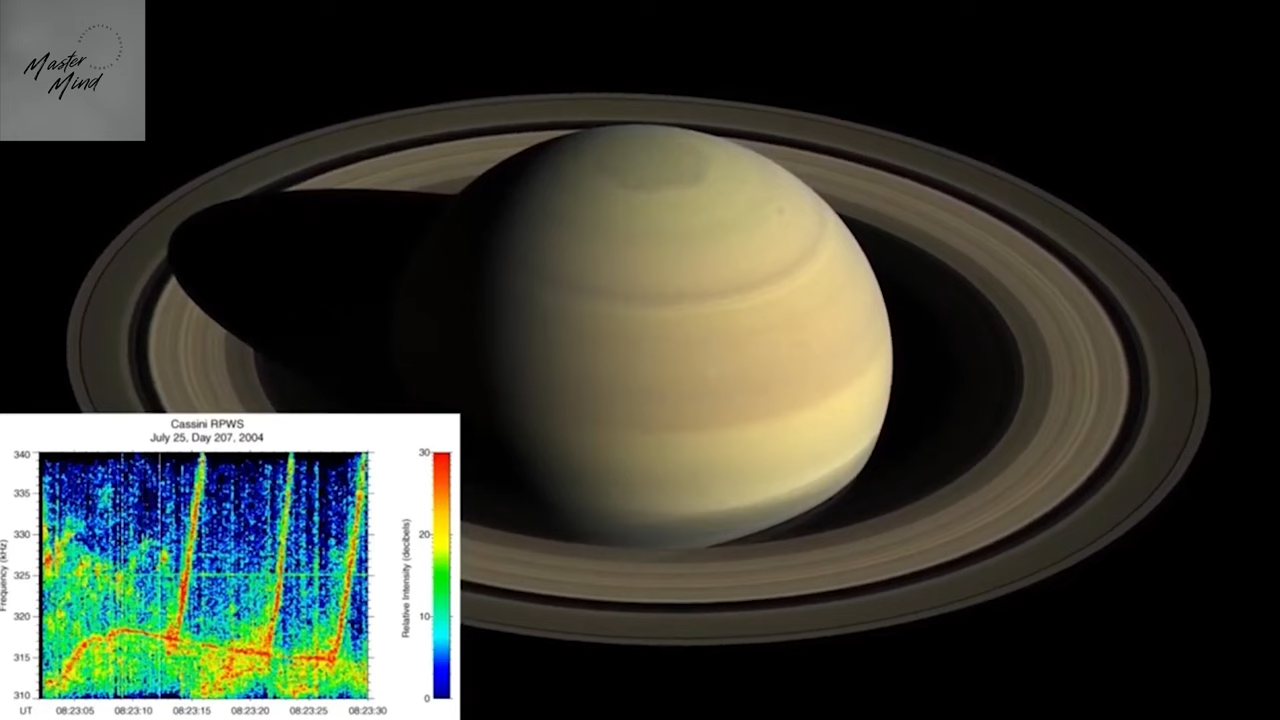 Master
Mind
Cassini RPWS
July 25, Day 207, 2004
340
335
330
325
320
315
310
Frequency (kHz)
UT 08:23:05 08:23:10 08:23:15 08:23:20 08:23:25 08:23:30
30
20
10
0
Relative Intensity (decibels)